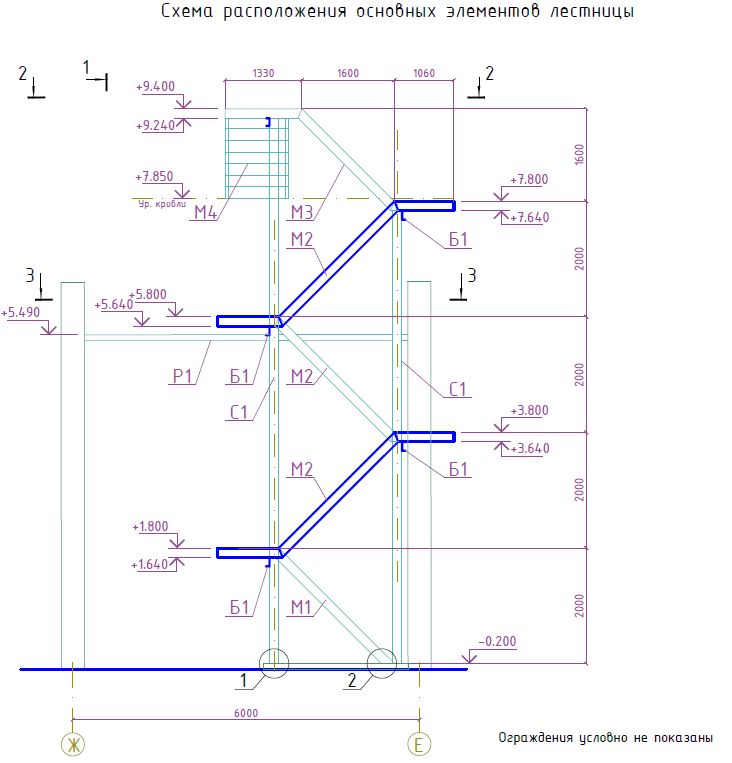 Схема расположения основных элементов лестницы
2
1
2
1330
1600
1060
+9.400
+9.240
1600
+7.850
Ур. кровли
+7.800
+7.640
М4
М3
М2
Б1
2000
3
3
+5.800
+5.640
+5.490
Р1
Б1
М2
С1
С1
2000
+3.800
+3.640
М2
Б1
2000
+1.800
+1.640
Б1
М1
2000
-0.200
1
2
6000
Ж
Е
Ограждения условно не показаны